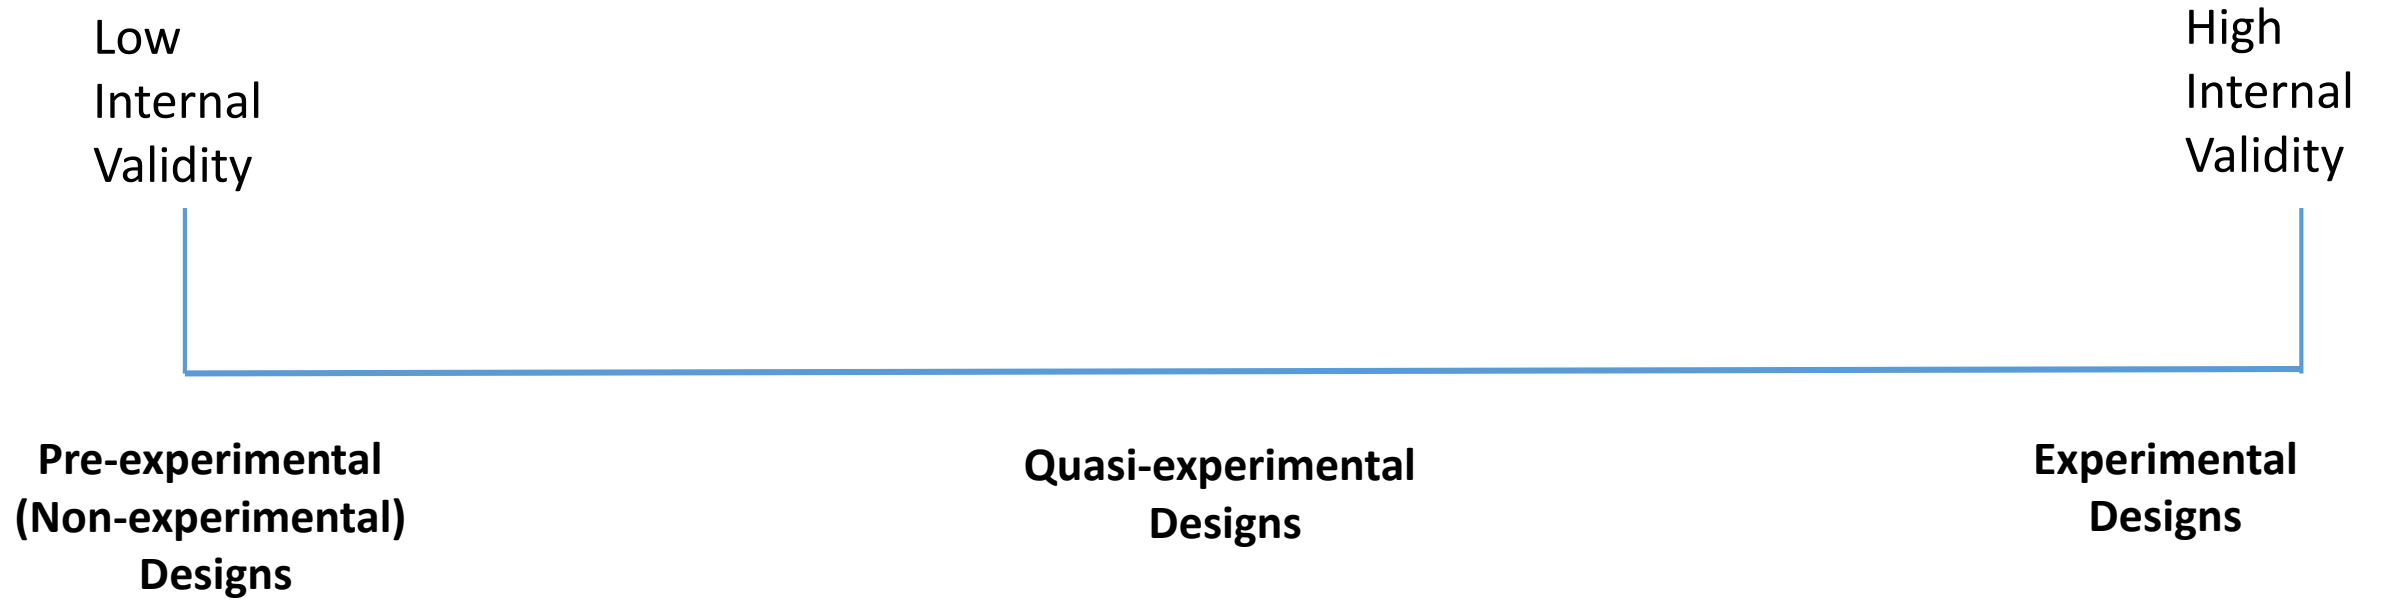 Low
Internal
Validity
High
Internal
Validity
Pre-experimental
(Non-experimental)
Designs
Quasi-experimental
Designs
Experimental
Designs